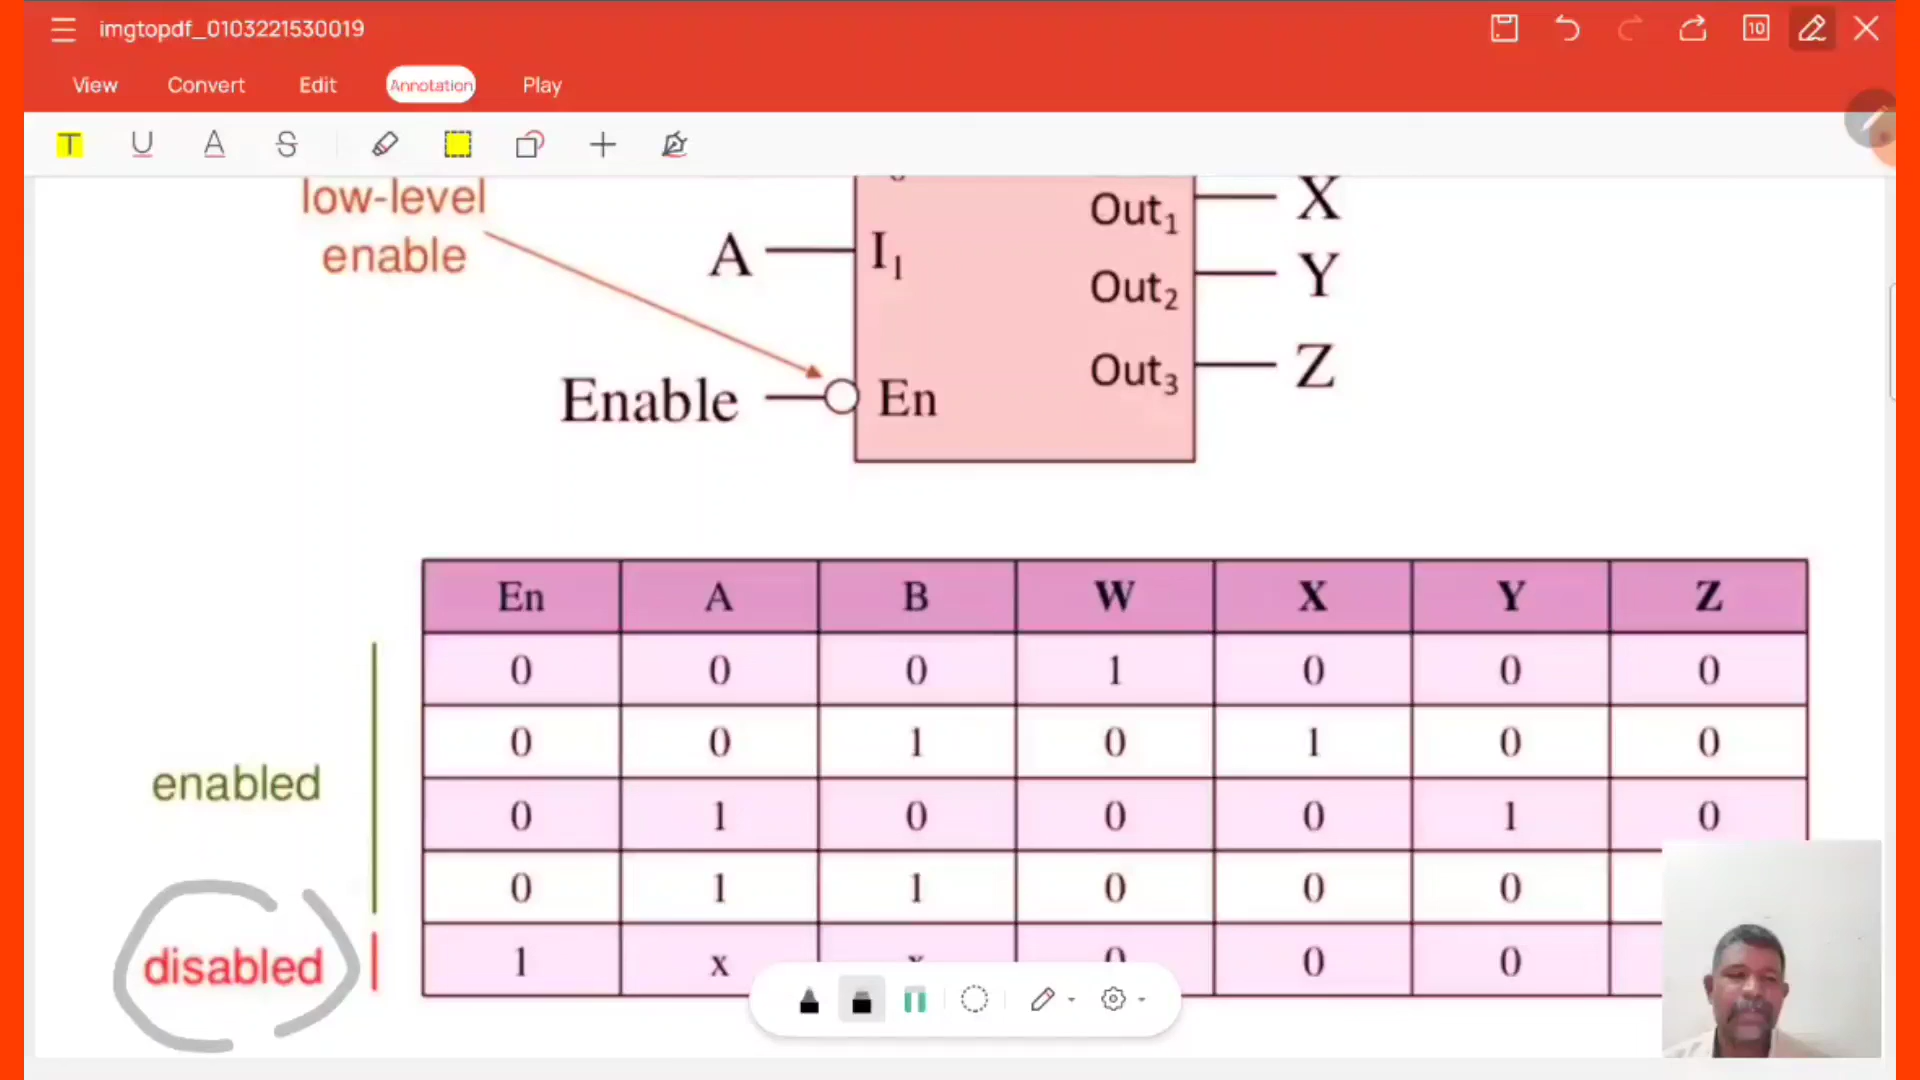 imgtopdf_0103221530019
10
View Convert Edit Annotation Play
T U A S
low-level
enable
A I1
Enable En
Out1 X
Out2 Y
Out3 Z
En A B W X Y Z
0 0 0 1 0 0 0
0 0 1 0 1 0 0
0 1 0 0 0 1 0
0 1 1 0 0 0
1 x x 0 0 0
enabled
disabled